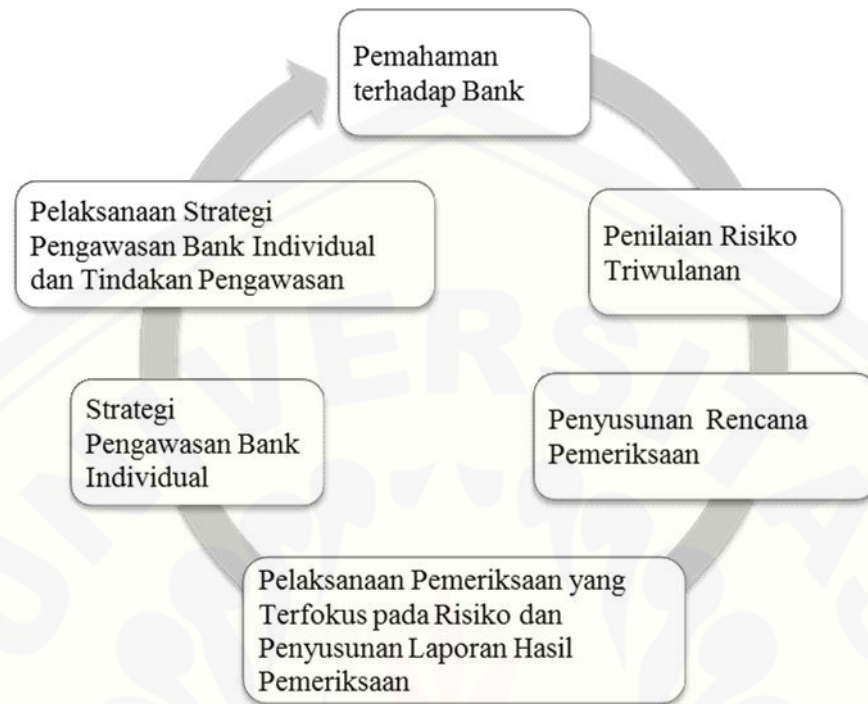 Pemahaman
terhadap Bank
Penilaian Risiko
Triwulanan
Penyusunan Rencana
Pemeriksaan
Pelaksanaan Pemeriksaan yang
Terfokus pada Risiko dan
Penyusunan Laporan Hasil
Pemeriksaan
Strategi
Pengawasan Bank
Individual
Pelaksanaan Strategi
Pengawasan Bank Individual
dan Tindakan Pengawasan
UNIVERSITAS